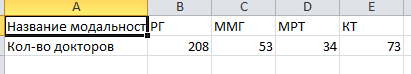 A B C D E
Название модальност РГ ММГ МРТ КТ
Кол-во докторов 208 53 34 73